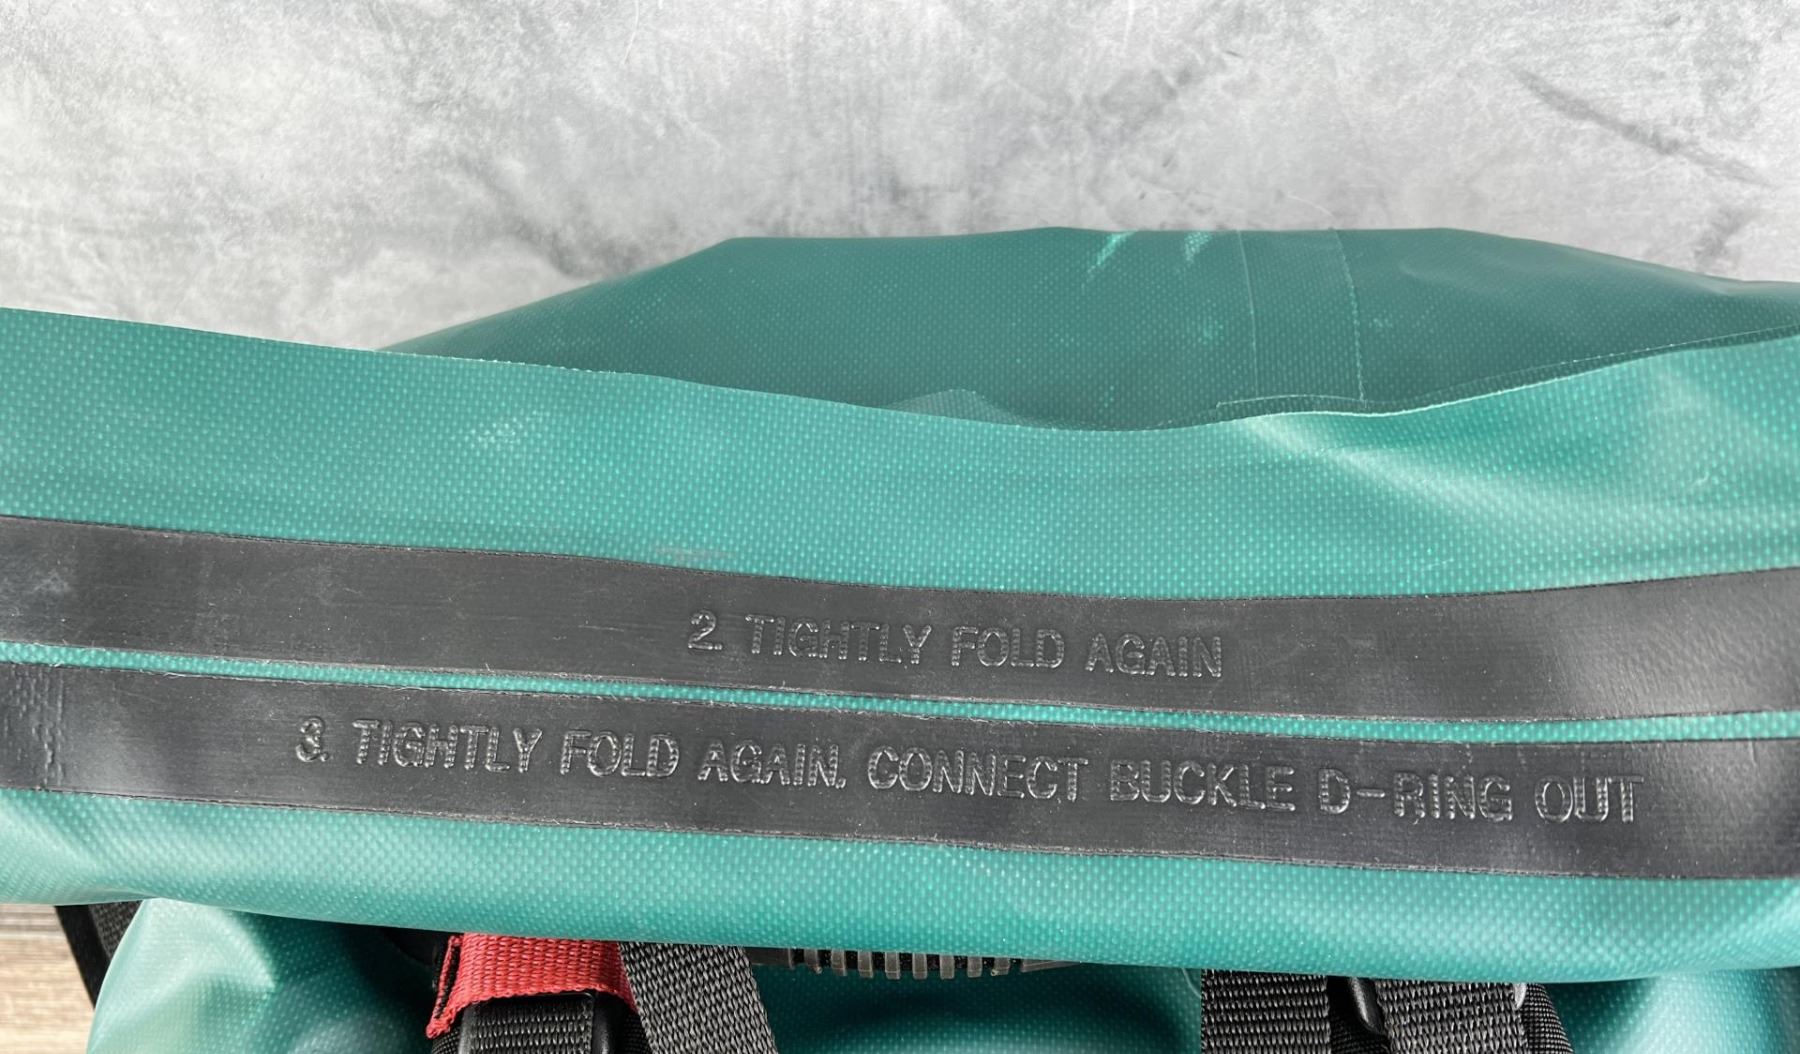 2. TIGHTLY FOLD AGAIN
3. TIGHTLY FOLD AGAIN. CONNECT BUCKLE D-RING OUT